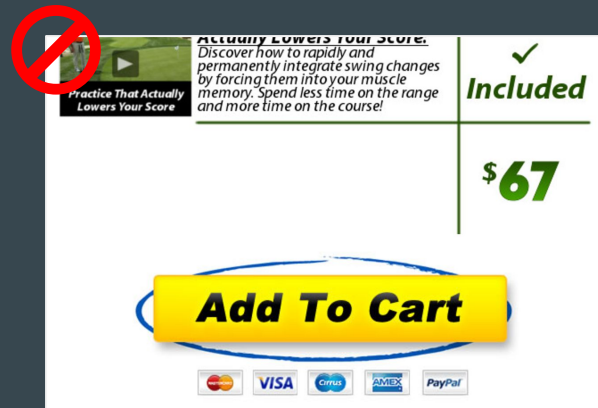 Actually Lowers Your Score.
Discover how to rapidly and
permanently integrate swing changes
by forcing them into your muscle
memory. Spend less time on the range
and more time on the course!
Practice That Actually
Lowers Your Score
Included
$67
Add To Cart
MasterCard
VISA
Cirrus
AMEX
PayPal